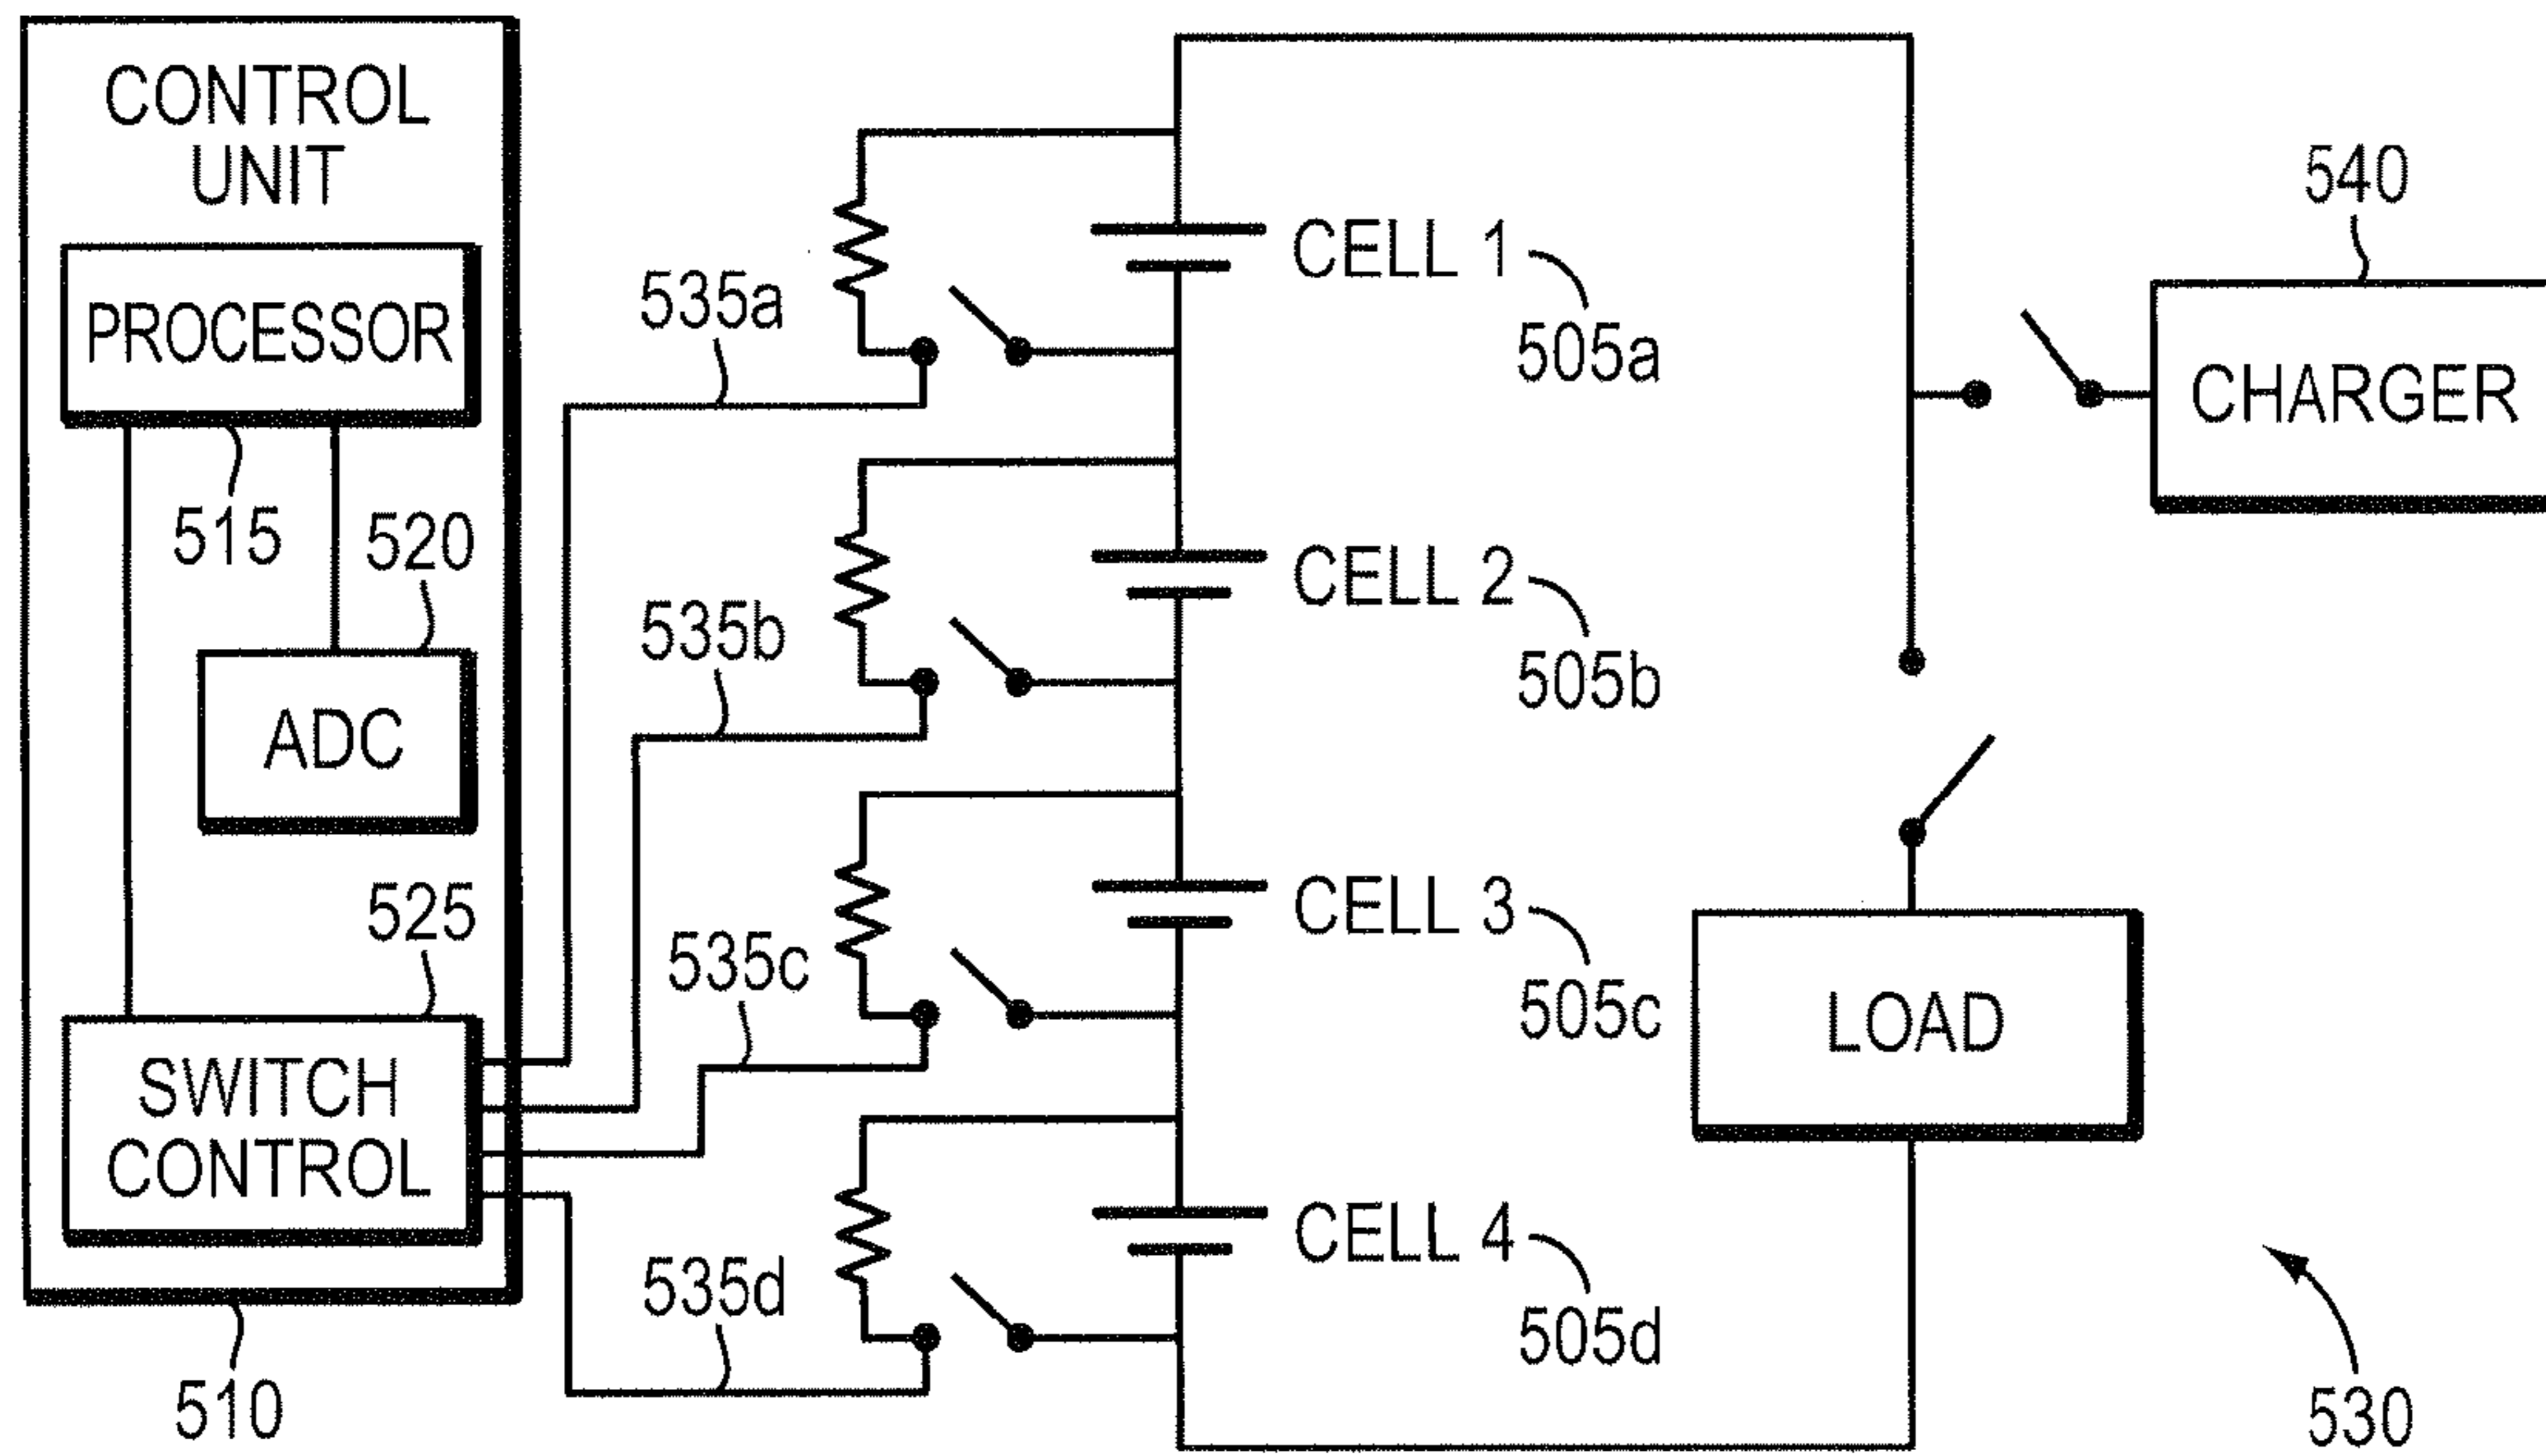 CONTROL
UNIT
PROCESSOR
515
520
ADC
525
SWITCH
CONTROL
510
535a
535b
535c
535d
CELL 1
505a
CELL 2
505b
CELL 3
505c
CELL 4
505d
540
CHARGER
LOAD
530